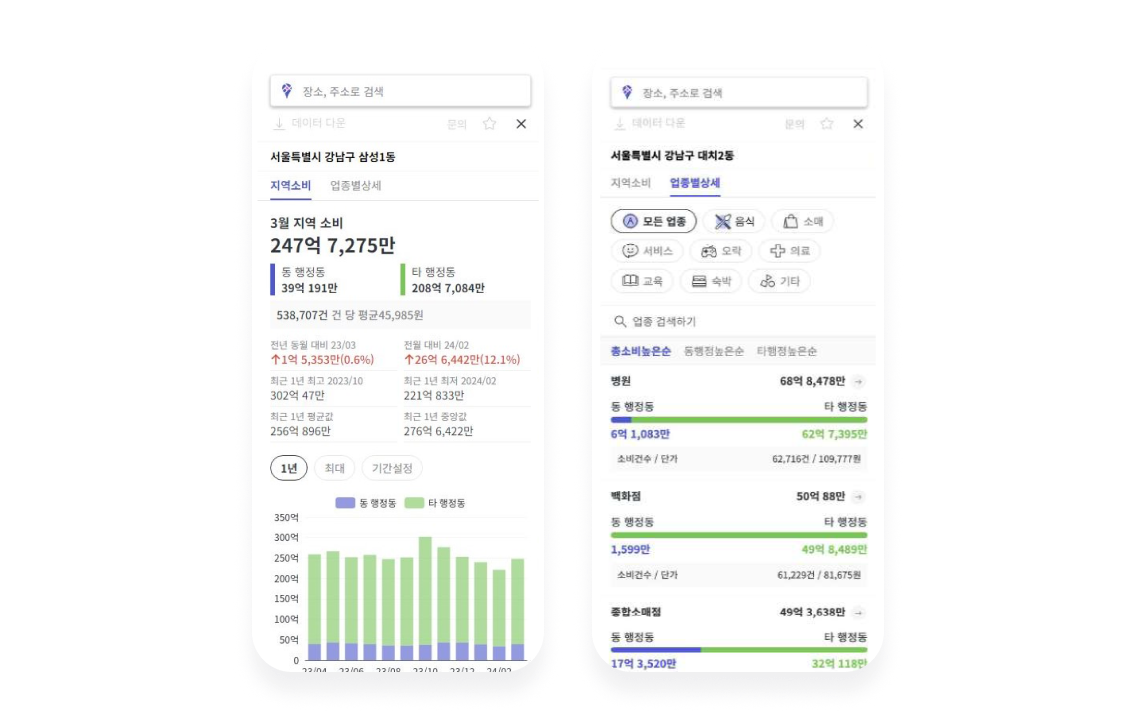 장소, 주소로 검색
데이터 다운 문의
서울특별시 강남구 삼성1동
지역소비 업종별상세
3월 지역 소비
247억 7,275만
동 행정동 타 행정동
39억 191만 208억 7,084만
538,707건 건 당 평균45,985원
전년 동월 대비 23/03 전월 대비 24/02
↑1억 5,353만(0.6%) ↑26억 6,442만(12.1%)
최근 1년 최고 2023/10 최근 1년 최저 2024/02
302억 47만 221억 833만
최근 1년 평균값 최근 1년 중앙값
256억 896만 276억 6,422만
1년 최대 기간설정
동 행정동 타 행정동
350억
300억
250억
200억
150억
100억
50억
0
23/04 23/06 23/08 23/10 23/12 24/02
장소, 주소로 검색
데이터 다운 문의
서울특별시 강남구 대치2동
지역소비 업종별상세
A 모든 업종 음식 소매
서비스 오락 의료
교육 숙박 기타
업종 검색하기
총소비높은순 동행정높은순 타행정높은순
병원 68억 8,478만 →
동 행정동 타 행정동
6억 1,083만 62억 7,395만
소비건수 / 단가 62,716건 / 109,777원
백화점 50억 88만 →
동 행정동 타 행정동
1,599만 49억 8,489만
소비건수 / 단가 61,229건 / 81,675원
종합소매점 49억 3,638만 →
동 행정동 타 행정동
17억 3,520만 32억 118만